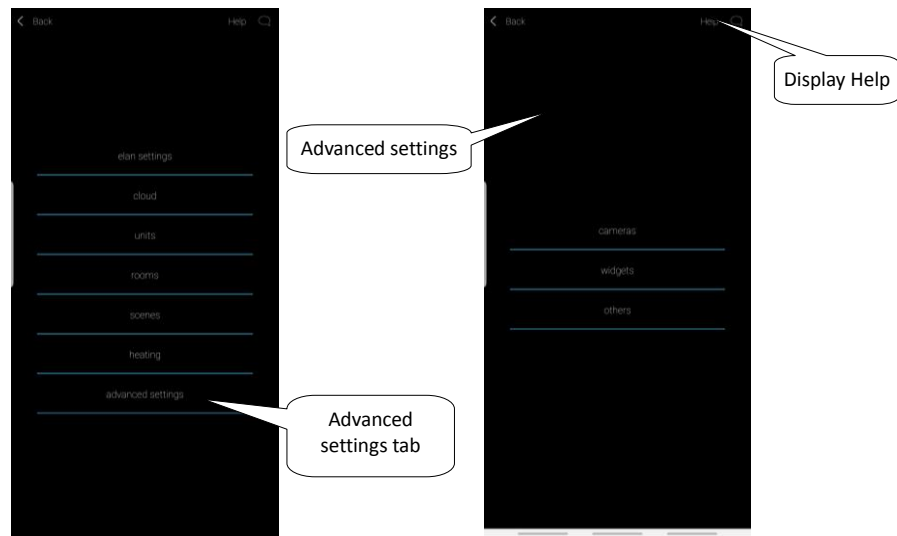 Back Help
elan settings
cloud
units
rooms
scenes
heating
advanced settings
Advanced settings
Advanced
settings tab
Back Help
cameras
widgets
others
Display Help